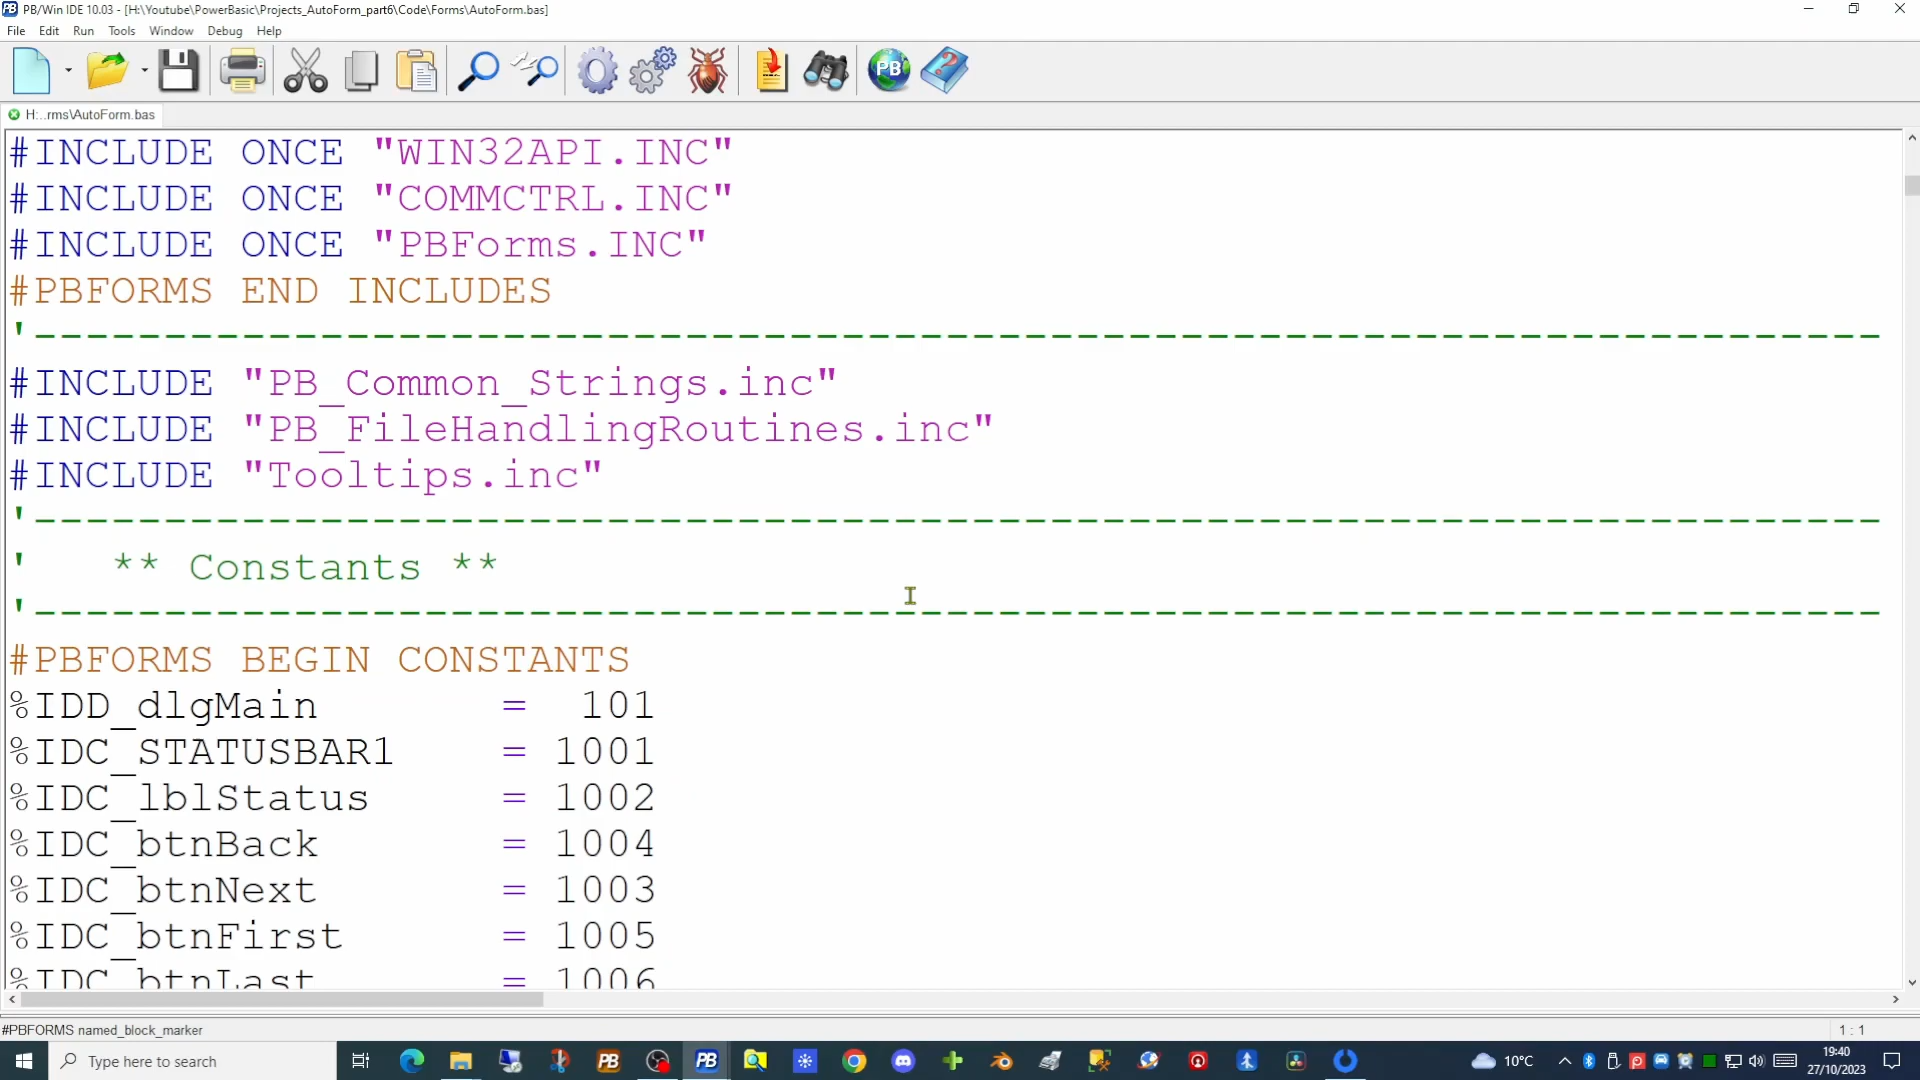 PB/Win IDE 10.03 - [H:\Youtube\PowerBasic\Projects_AutoForm_part6\Code\Forms\AutoForm.bas]
File Edit Run Tools Window Debug Help
PB
H:..rms\AutoForm.bas
#INCLUDE ONCE "WIN32API.INC"
#INCLUDE ONCE "COMMCTRL.INC"
#INCLUDE ONCE "PBForms.INC"
#PBFORMS END INCLUDES
'------------------------------------------------------------------------
#INCLUDE "PB_Common_Strings.inc"
#INCLUDE "PB_FileHandlingRoutines.inc"
#INCLUDE "Tooltips.inc"
'------------------------------------------------------------------------
'   ** Constants **
'------------------------------------------------------------------------
#PBFORMS BEGIN CONSTANTS
%IDD_dlgMain       =  101
%IDC_STATUSBAR1    = 1001
%IDC_lblStatus     = 1002
%IDC_btnBack       = 1004
%IDC_btnNext       = 1003
%IDC_btnFirst      = 1005
%IDC_btnLast       = 1006
#PBFORMS named_block_marker
1 : 1
Type here to search
PB
PB
10°C
19:40
27/10/2023